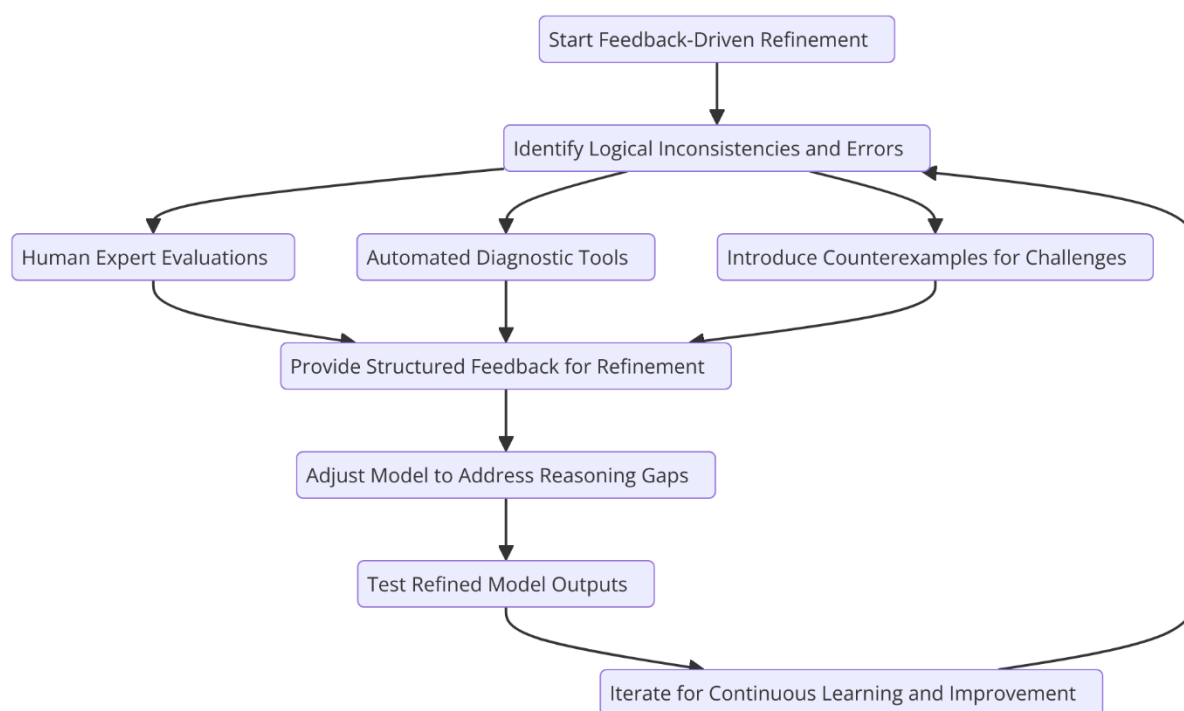 Start Feedback-Driven Refinement
Identify Logical Inconsistencies and Errors
Human Expert Evaluations
Automated Diagnostic Tools
Introduce Counterexamples for Challenges
Provide Structured Feedback for Refinement
Adjust Model to Address Reasoning Gaps
Test Refined Model Outputs
Iterate for Continuous Learning and Improvement